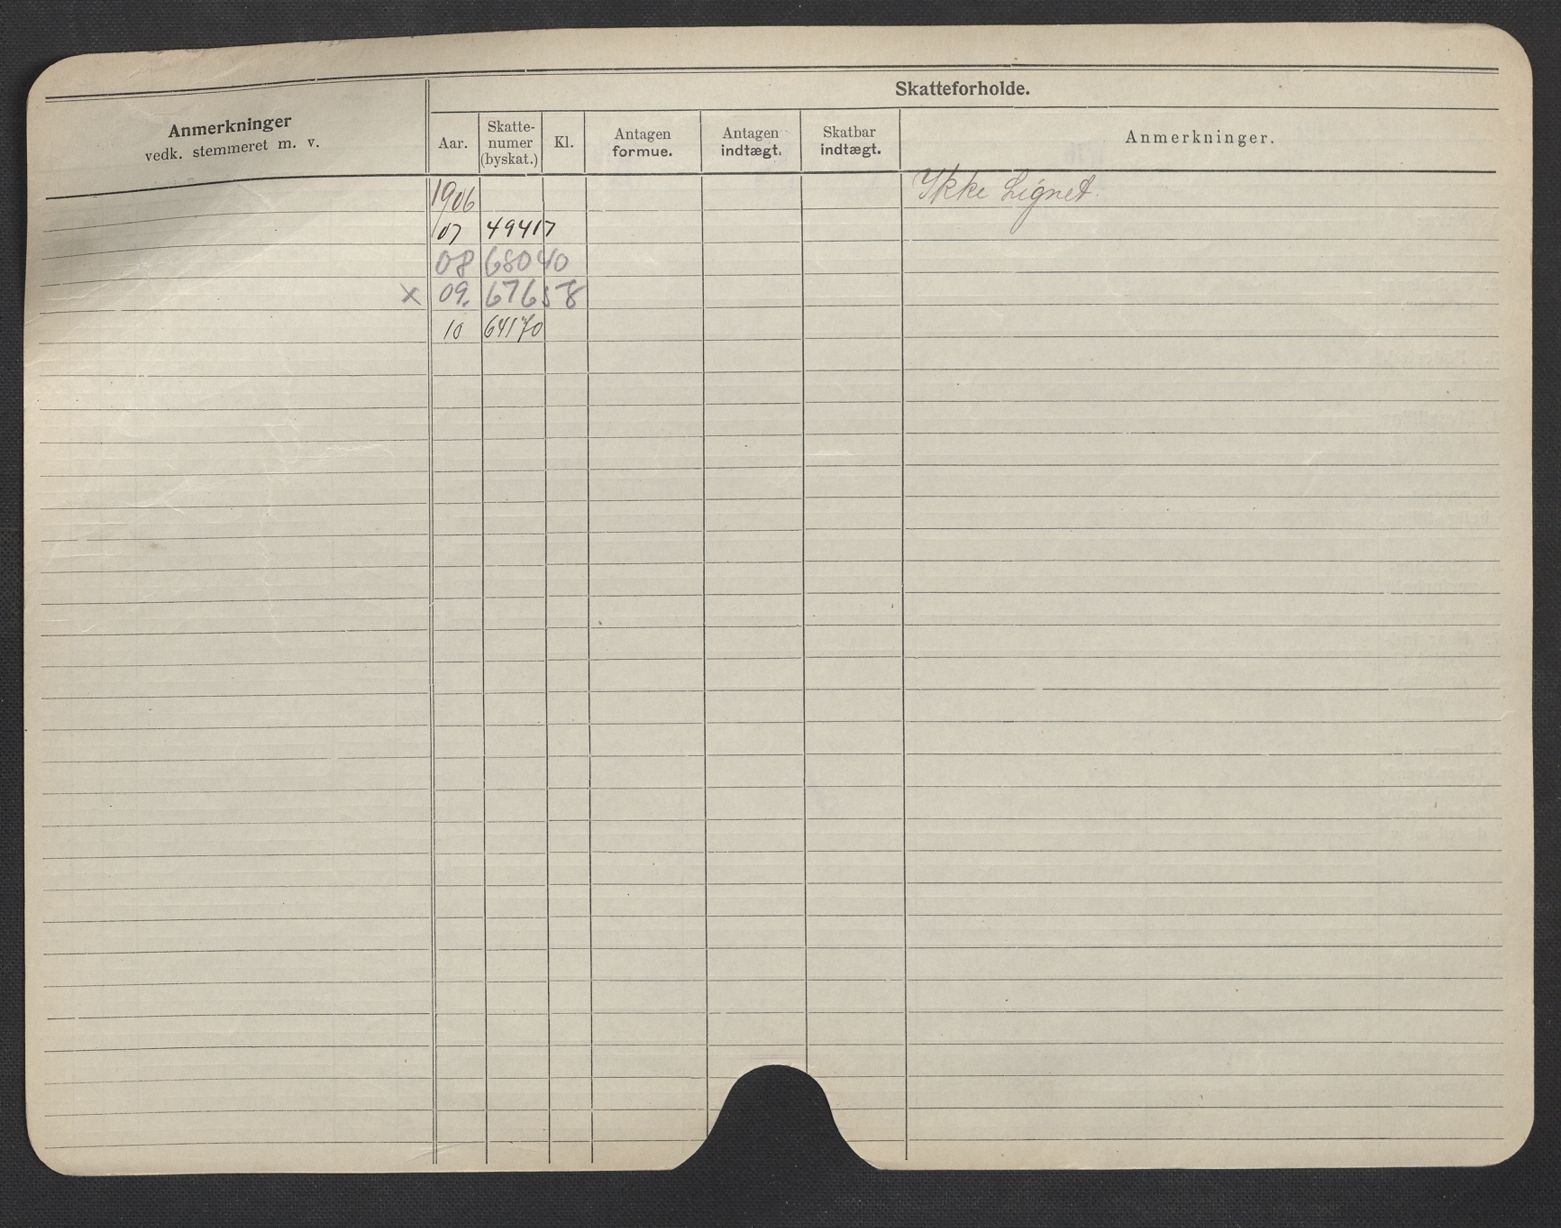 Skatteforholde.
Anmerkninger
vedk. stemmeret m. v.
Aar.
Skatte-
numer
(byskat.)
Kl.
Antagen
formue.
Antagen
indtægt.
Skatbar
indtægt.
Anmerkninger.
1906 Ikke Lignet.
07 49417
08 68040
x 09. 67658
10 64170